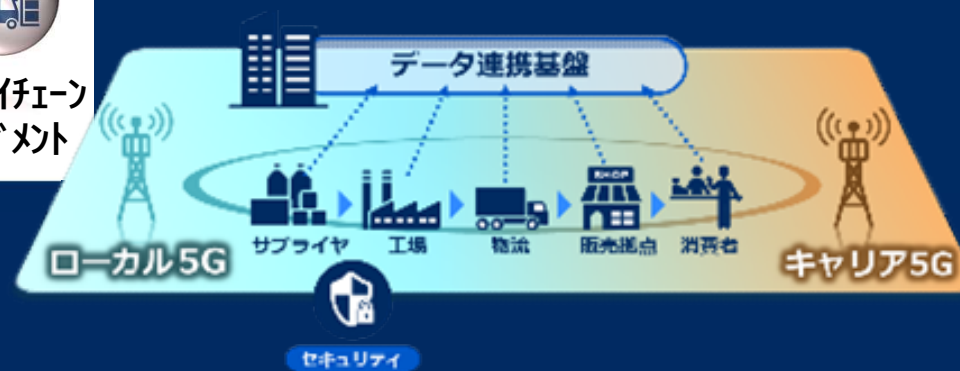 データ連携基盤
イチェーン
メント
SHOP
サプライヤ
工場
物流
販売拠点
消費者
ローカル5G
キャリア5G
セキュリティ